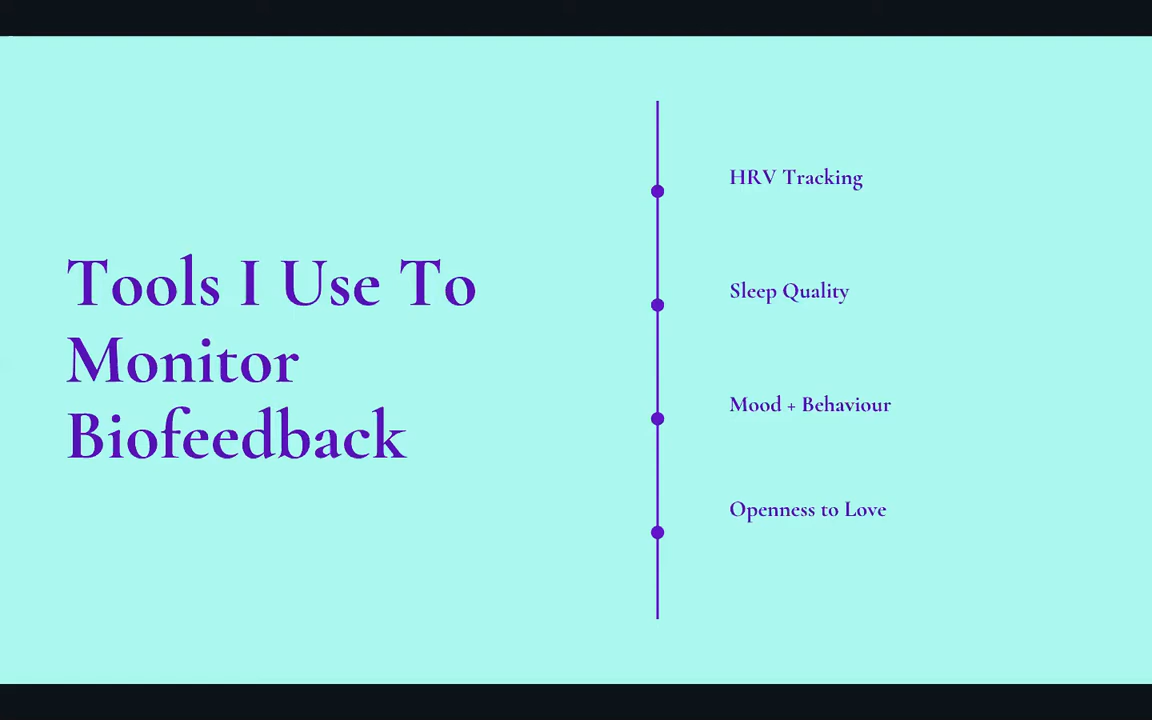 Tools I Use To
Monitor
Biofeedback
HRV Tracking
Sleep Quality
Mood + Behaviour
Openness to Love